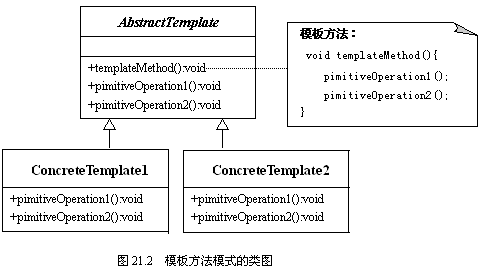 AbstractTemplate
+templateMethod():void
+pimitiveOperation1():void
+pimitiveOperation2():void
模板方法：
void templateMethod(){
pimitiveOperation1();
pimitiveOperation2();
}
ConcreteTemplate1
+pimitiveOperation1():void
+pimitiveOperation2():void
ConcreteTemplate2
+pimitiveOperation1():void
+pimitiveOperation2():void
图 21.2 模板方法模式的类图